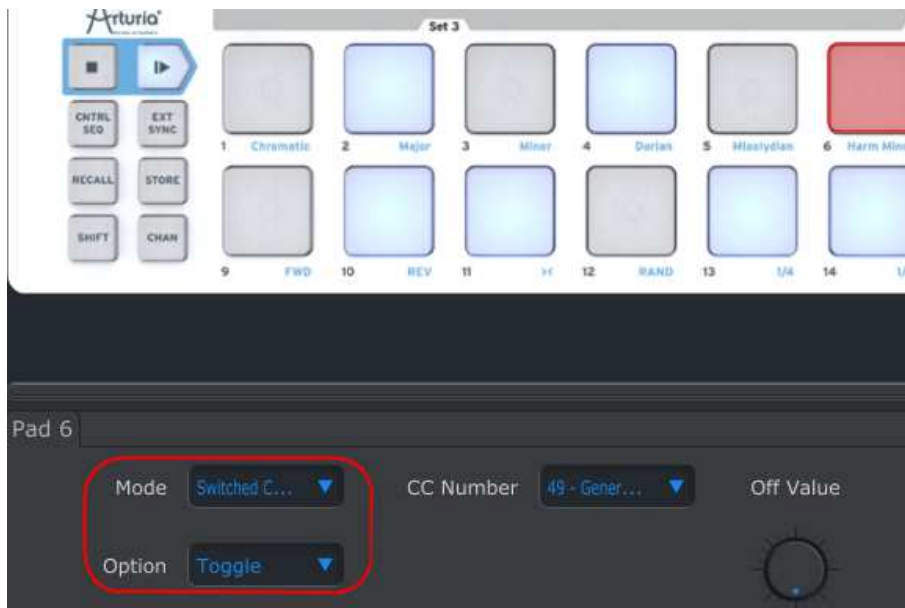 Arturia
Set 3
CNTRL SEQ
EXT SYNC
RECALL
STORE
SHIFT
CHAN
1 Chromatic
2 Major
3 Minor
4 Dorian
5 Mixolydian
6 Harm Mino
9 FWD
10 REV
11 ><
12 RAND
13 1/4
14 1/
Pad 6
Mode Switched C... CC Number 49 - Gener... Off Value
Option Toggle